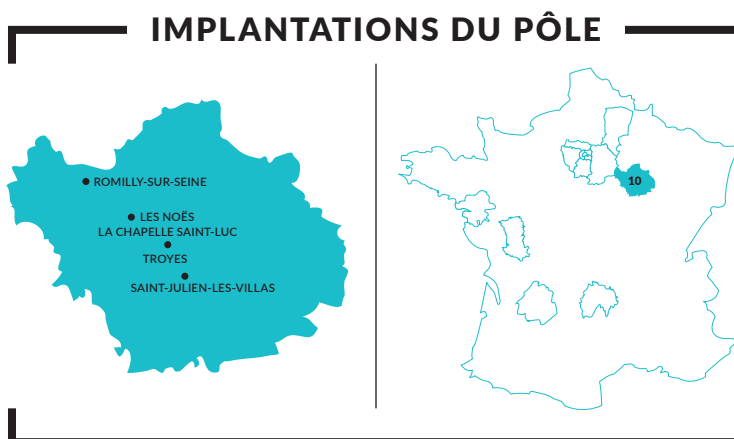 IMPLANTATIONS DU PÔLE
ROMILLY-SUR-SEINE
LES NOËS
LA CHAPELLE SAINT-LUC
TROYES
SAINT-JULIEN-LES-VILLAS
10